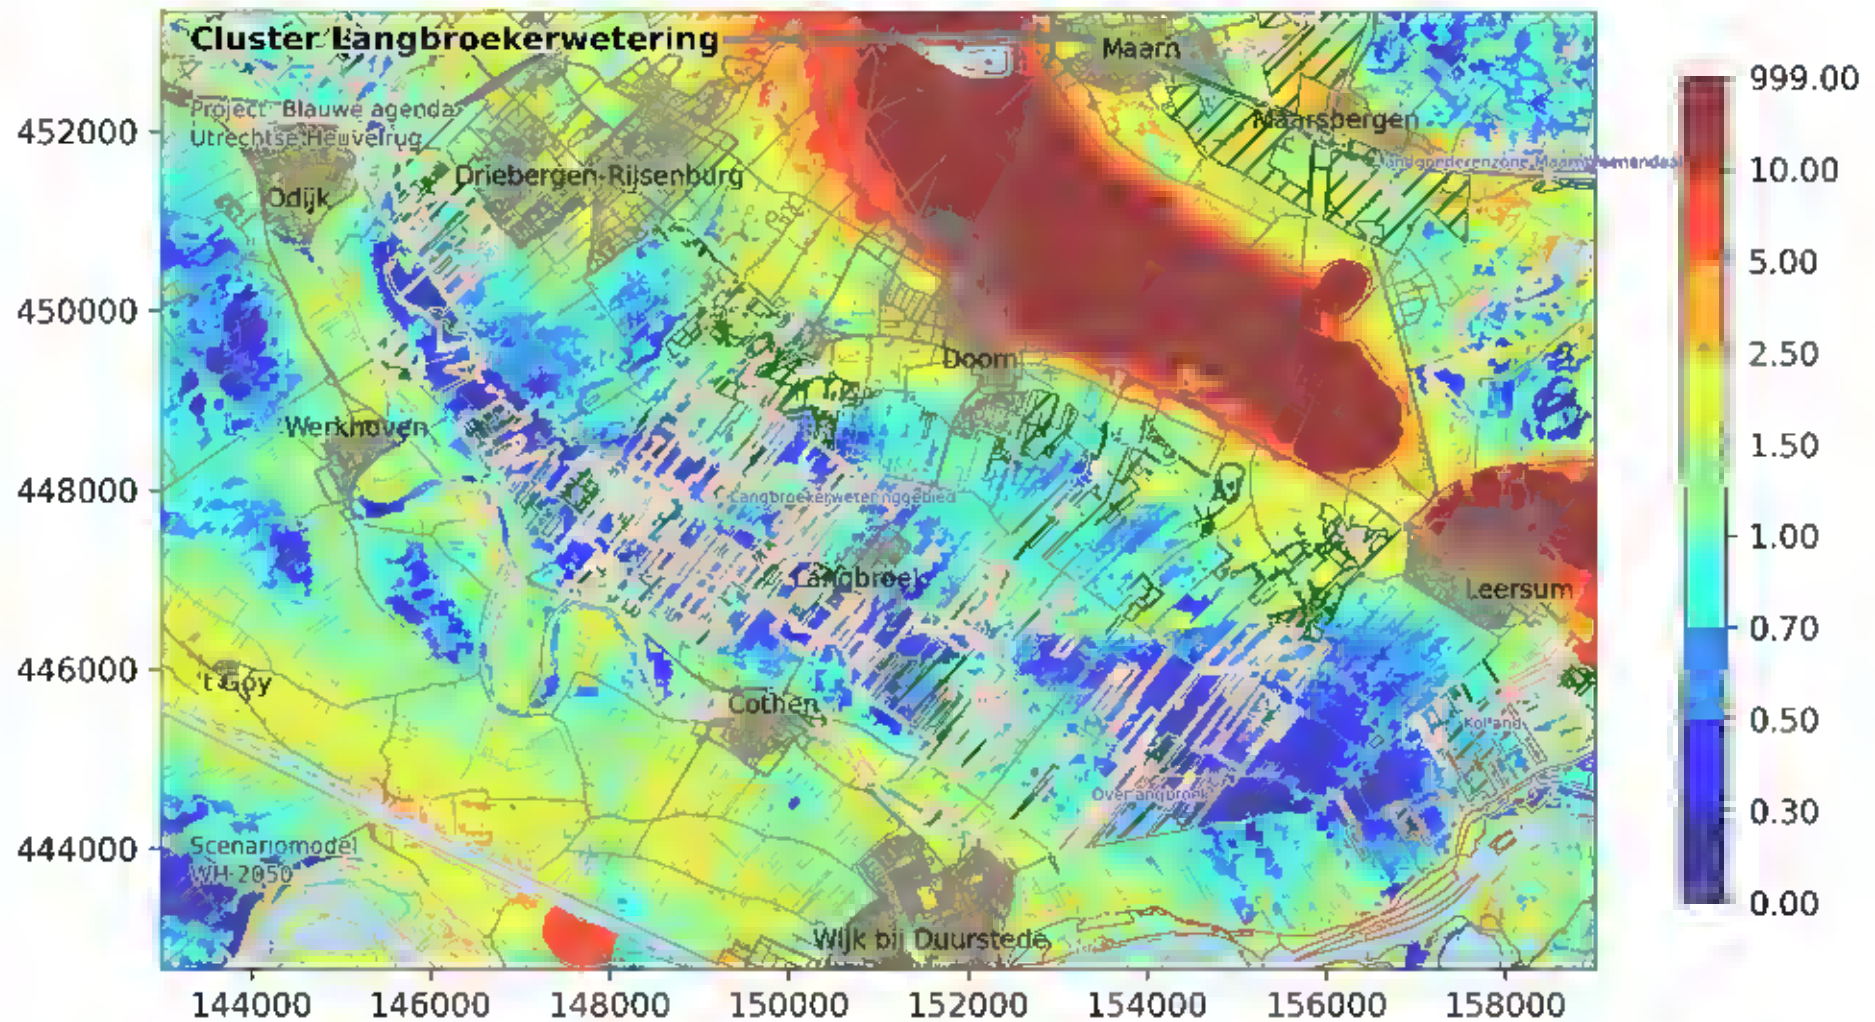 Cluster Langbroekerwetering
Maarn
999.00
Project Blauwe agenda
Utrechtse Heuvelrug
452000
Maarsbergen
10.00
Driebergen-Rijsenburg
Odijk
5.00
450000
2.50
Doorn
Werkhoven
1.50
448000
Langbroekerweteringgebied
1.00
Langbroek
Leersum
0.70
446000
't Goy
Cothen
0.50
Kolland
Overlangbroek
0.30
444000
Scenariomodel
WH-2050
0.00
Wijk bij Duurstede
144000 146000 148000 150000 152000 154000 156000 158000